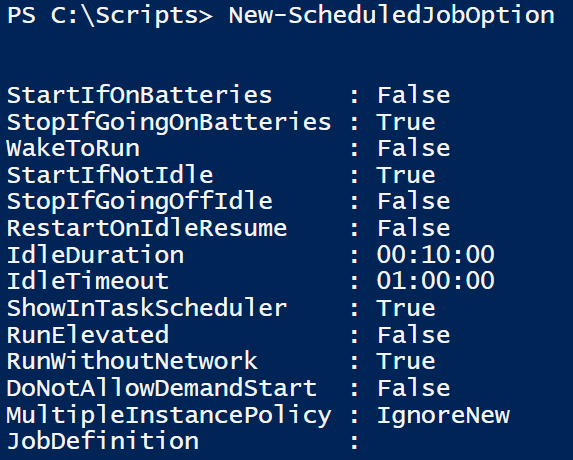 PS C:\Scripts> New-ScheduledJobOption
StartIfOnBatteries     : False
StopIfGoingOnBatteries : True
WakeToRun              : False
StartIfNotIdle         : True
StopIfGoingOffIdle     : False
RestartOnIdleResume    : False
IdleDuration           : 00:10:00
IdleTimeout            : 01:00:00
ShowInTaskScheduler    : True
RunElevated            : False
RunWithoutNetwork      : True
DoNotAllowDemandStart  : False
MultipleInstancePolicy : IgnoreNew
JobDefinition          :